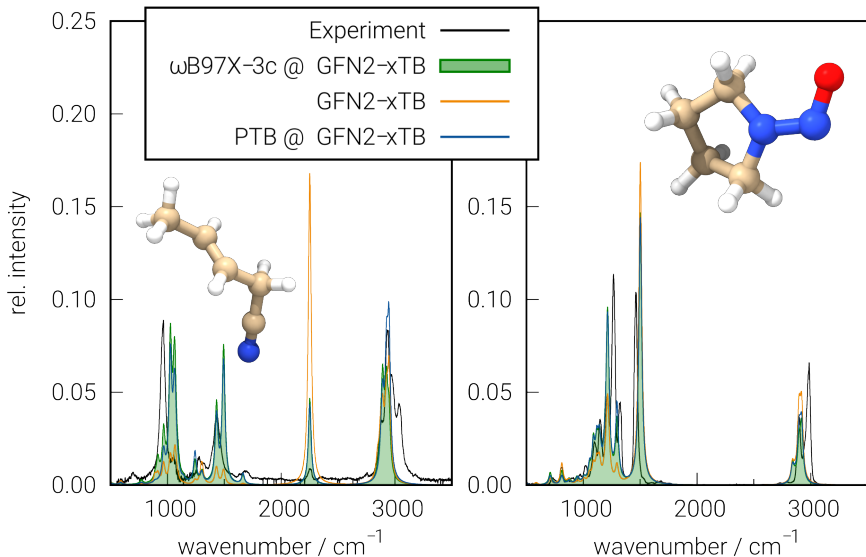 0.25
0.20
0.15
0.10
0.05
0.00
rel. intensity
Experiment
ωB97X−3c @ GFN2−xTB
GFN2−xTB
PTB @ GFN2−xTB
1000 2000 3000
wavenumber / cm⁻¹
0.15
0.10
0.05
0.00
1000 2000 3000
wavenumber / cm⁻¹